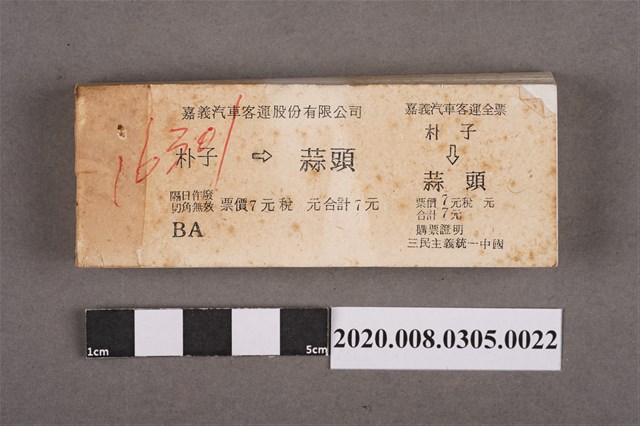 嘉義汽車客運股份有限公司
朴子 ⇨ 蒜頭
隔日作廢
切角無效
票價7元稅 元合計7元
BA
嘉義汽車客運全票
朴子
⇩
蒜頭
票價 7元稅 元
合計 7元
購票證明
三民主義統一中國
1cm
5cm
2020.008.0305.0022